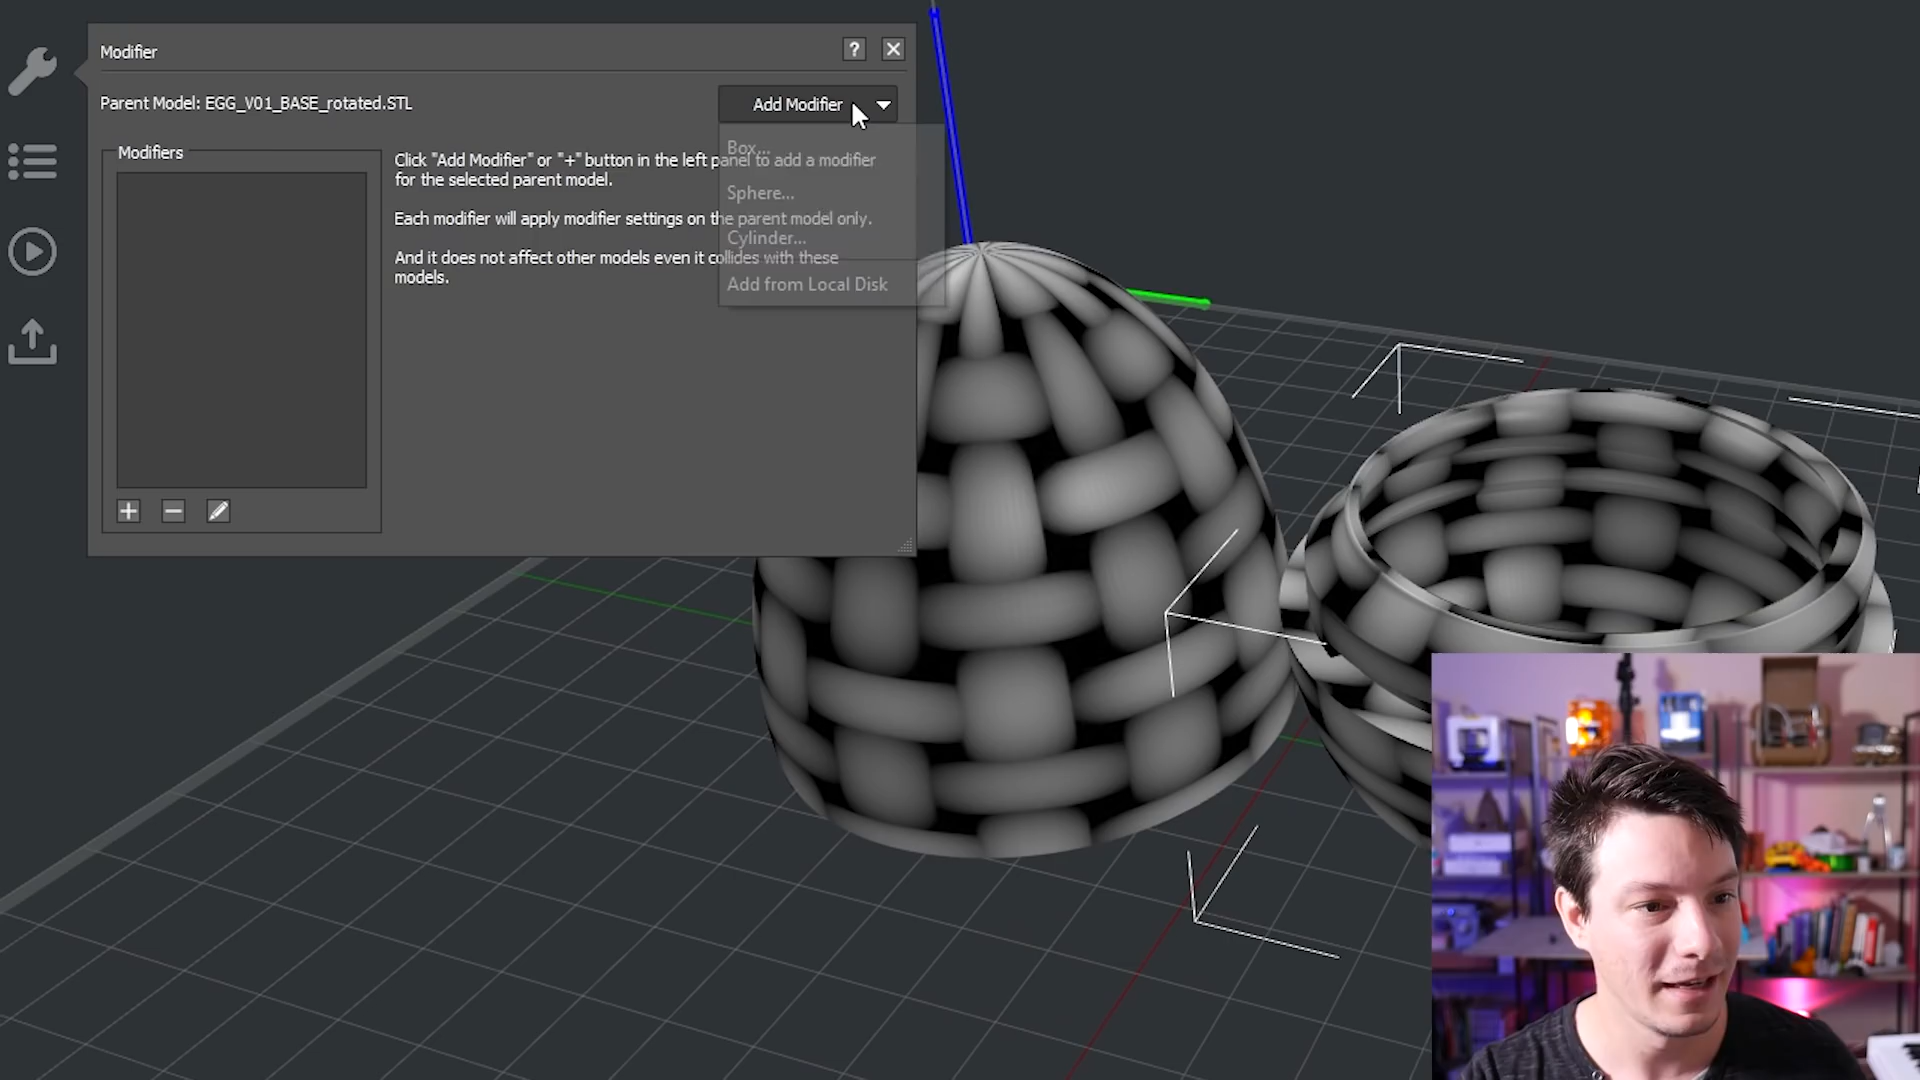 Modifier
?
Parent Model: EGG_V01_BASE_rotated.STL
Add Modifier
Box...
Sphere...
Cylinder...
Add from Local Disk
Modifiers
Click "Add Modifier" or "+" button in the left panel to add a modifier
for the selected parent model.
Each modifier will apply modifier settings on the parent model only.
And it does not affect other models even it collides with these
models.